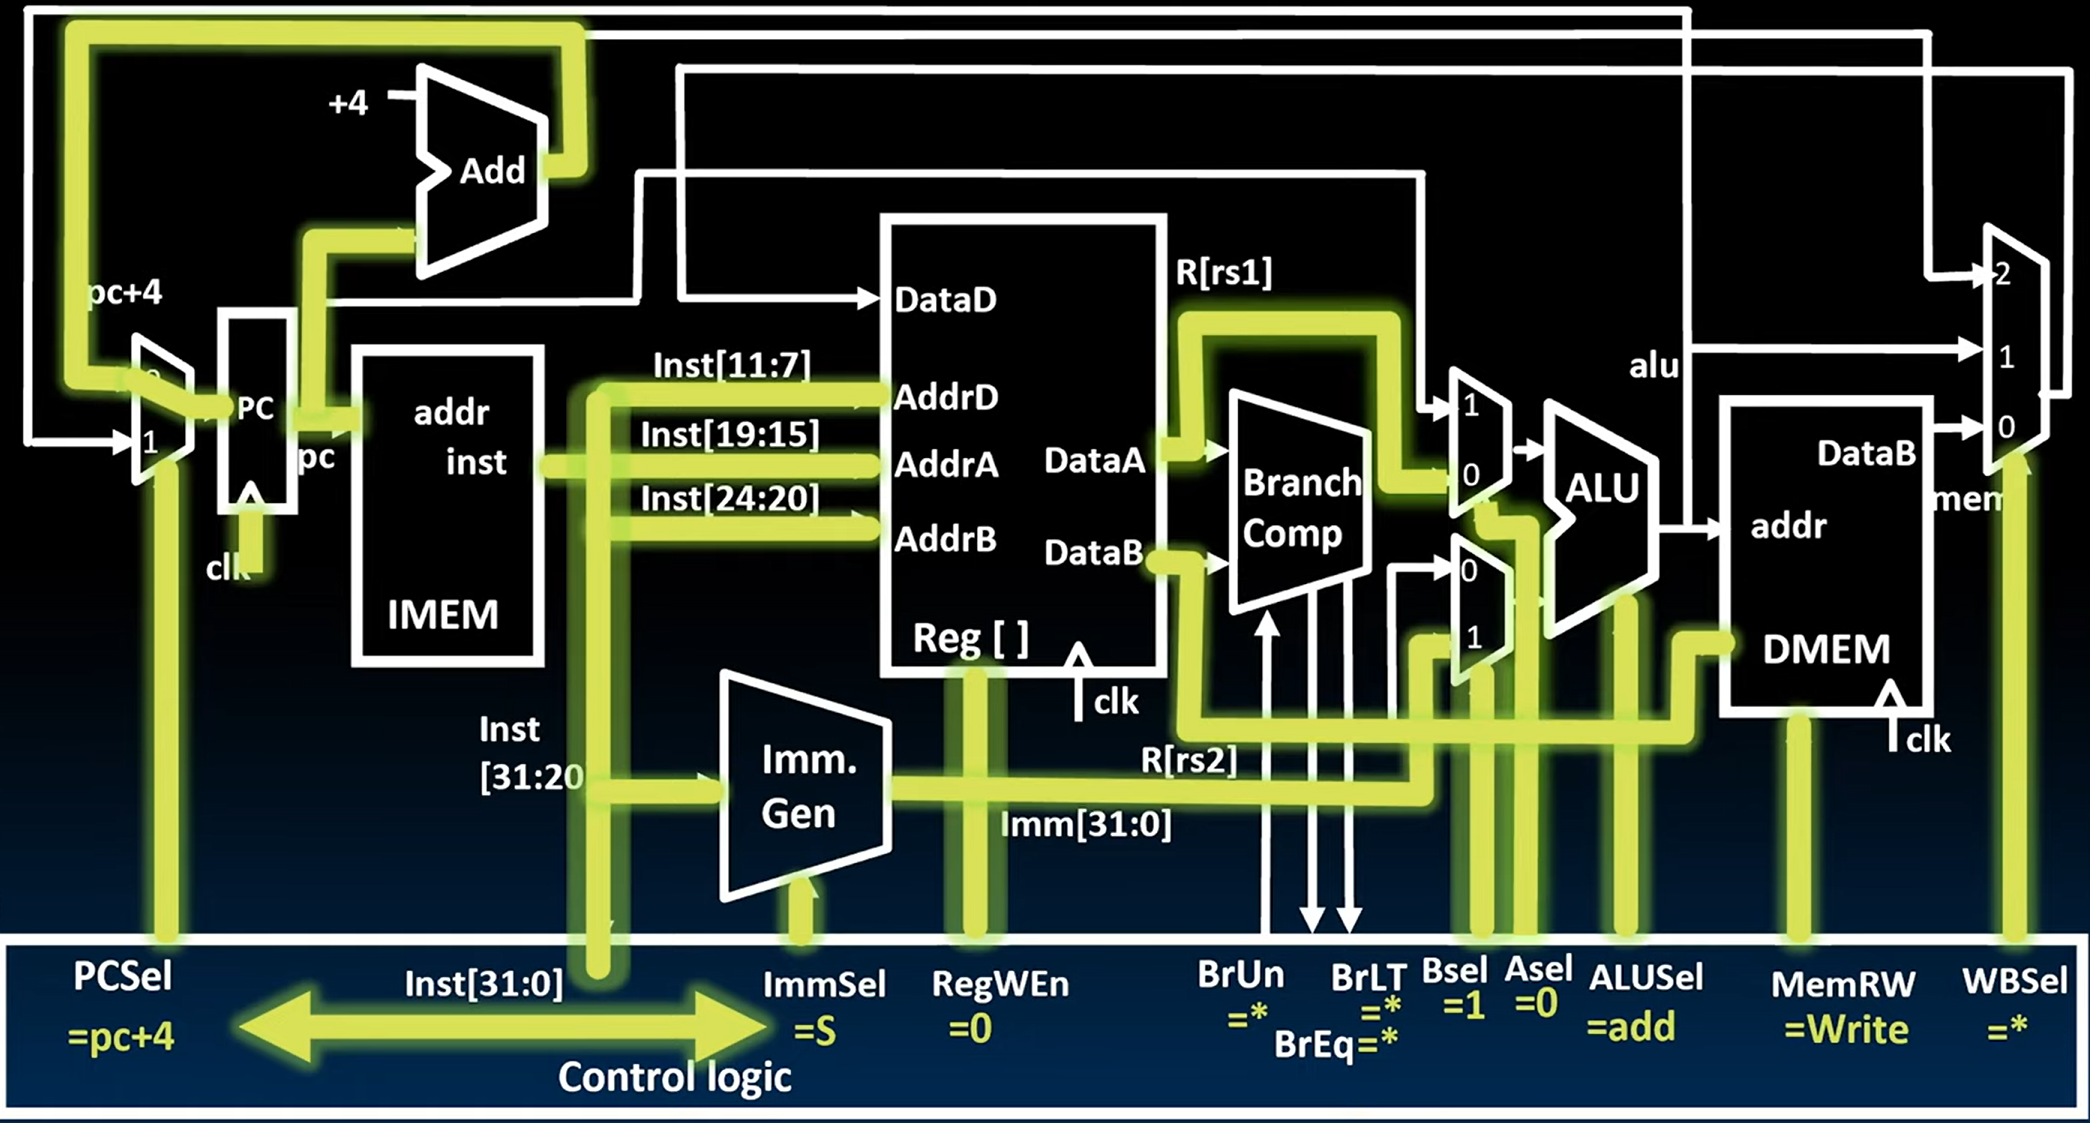 +4
Add
pc+4
2
R[rs1]
DataD
Inst[11:7]
alu
1
1
PC
addr
AddrD
1
Inst[19:15]
0
inst
AddrA
DataA
DataB
pc
0
Branch
Comp
ALU
Inst[24:20]
mem
addr
AddrB
DataB
clk
0
IMEM
Reg [ ]
1
DMEM
clk
Inst
[31:20
Imm.
Gen
R[rs2]
clk
Imm[31:0]
PCSel
=pc+4
Inst[31:0]
ImmSel
=S
RegWEn
=0
BrUn
=*
BrLT
=*
BrEq=*
Bsel
=1
Asel
=0
ALUSel
=add
MemRW
=Write
WBSel
=*
Control logic